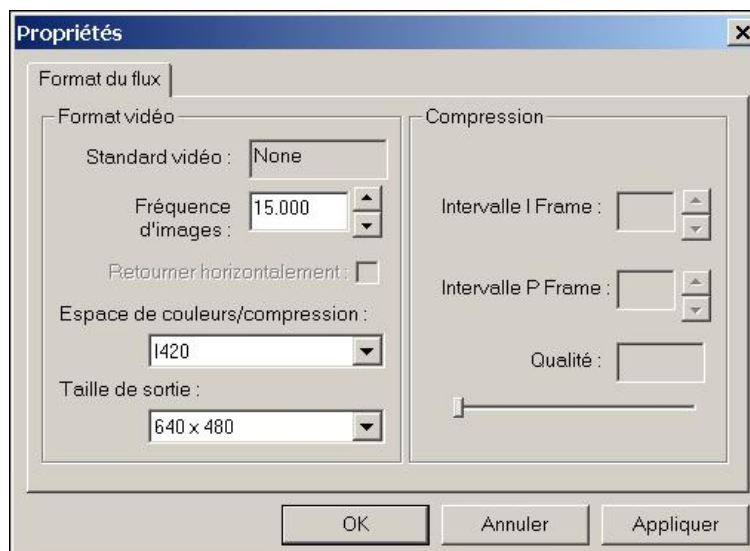 Propriétés
Format du flux
Format vidéo
Standard vidéo : None
Fréquence
d'images : 15.000
Retourner horizontalement :
Espace de couleurs/compression :
I420
Taille de sortie :
640 x 480
Compression
Intervalle I Frame :
Intervalle P Frame :
Qualité :
OK
Annuler
Appliquer